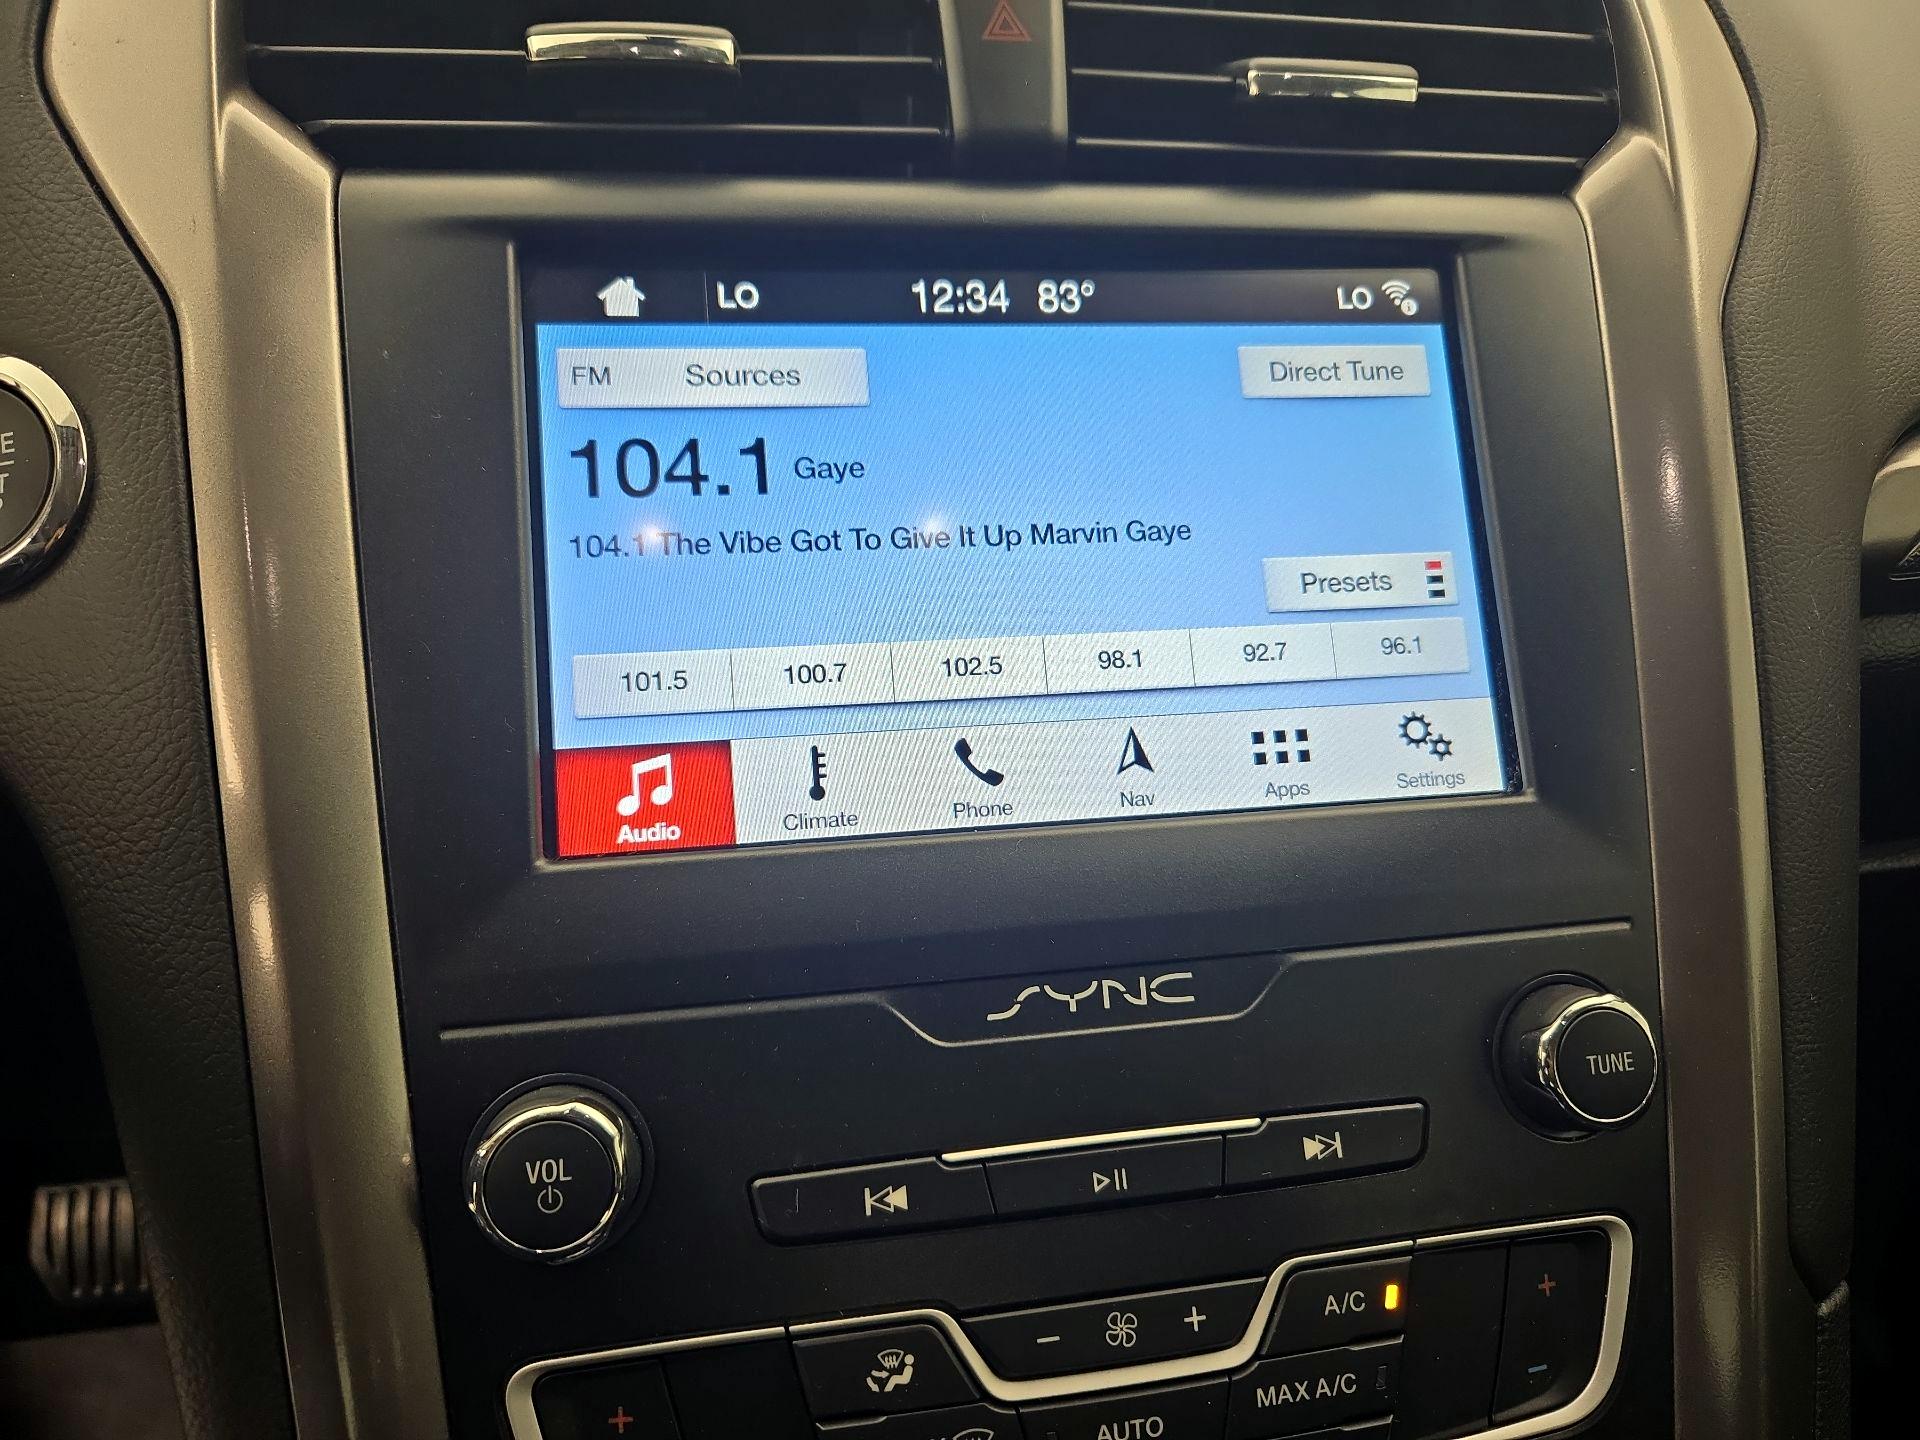 LO 12:34 83° LO
FM Sources Direct Tune
104.1 Gaye
104.1 The Vibe Got To Give It Up Marvin Gaye
Presets
101.5 100.7 102.5 98.1 92.7 96.1
Audio Climate Phone Nav Apps Settings
SYNC
TUNE
VOL
A/C
MAX A/C
AUTO